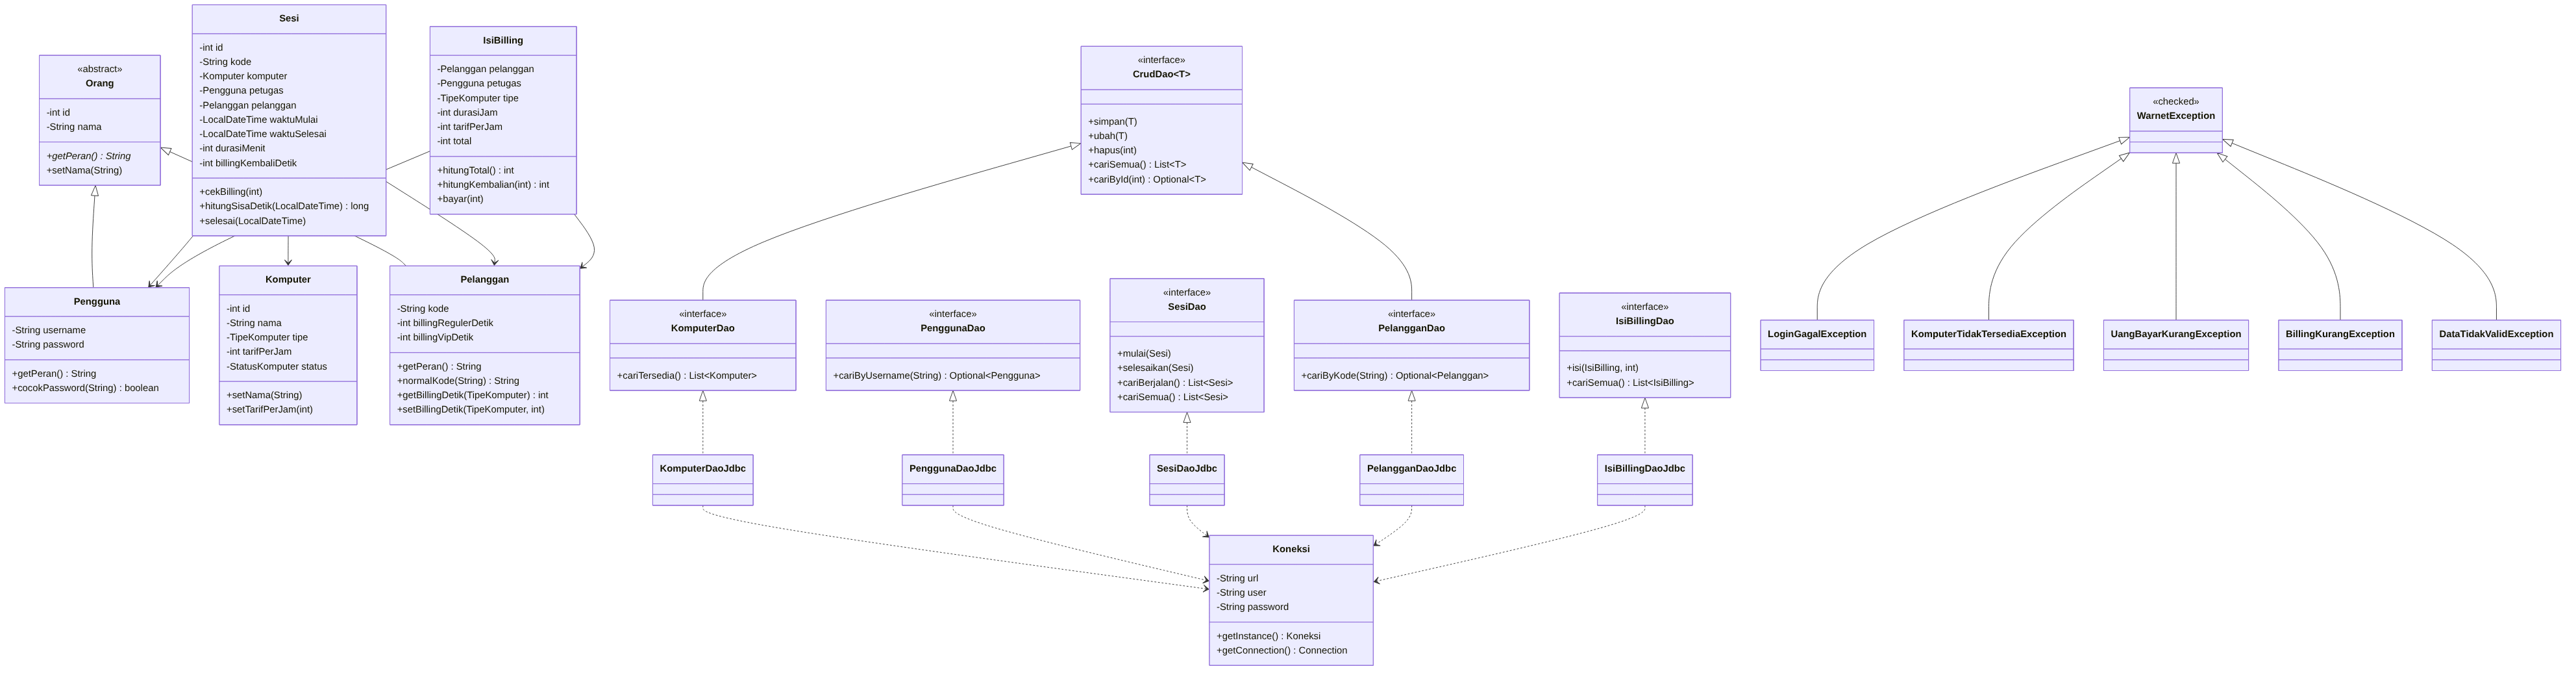 «abstract»
Orang
-int id
-String nama
+getPeran() : String
+setNama(String)
Sesi
-int id
-String kode
-Komputer komputer
-Pengguna petugas
-Pelanggan pelanggan
-LocalDateTime waktuMulai
-LocalDateTime waktuSelesai
-int durasiMenit
-int billingKembaliDetik
+cekBilling(int)
+hitungSisaDetik(LocalDateTime) : long
+selesai(LocalDateTime)
IsiBilling
-Pelanggan pelanggan
-Pengguna petugas
-TipeKomputer tipe
-int durasiJam
-int tarifPerJam
-int total
+hitungTotal() : int
+hitungKembalian(int) : int
+bayar(int)
«interface»
CrudDao<T>
+simpan(T)
+ubah(T)
+hapus(int)
+cariSemua() : List<T>
+cariById(int) : Optional<T>
«checked»
WarnetException
Pengguna
-String username
-String password
+getPeran() : String
+cocokPassword(String) : boolean
Komputer
-int id
-String nama
-TipeKomputer tipe
-int tarifPerJam
-StatusKomputer status
+setNama(String)
+setTarifPerJam(int)
Pelanggan
-String kode
-int billingRegulerDetik
-int billingVipDetik
+getPeran() : String
+normalKode(String) : String
+getBillingDetik(TipeKomputer) : int
+setBillingDetik(TipeKomputer, int)
«interface»
KomputerDao
+cariTersedia() : List<Komputer>
«interface»
PenggunaDao
+cariByUsername(String) : Optional<Pengguna>
«interface»
SesiDao
+mulai(Sesi)
+selesaikan(Sesi)
+cariBerjalan() : List<Sesi>
+cariSemua() : List<Sesi>
«interface»
PelangganDao
+cariByKode(String) : Optional<Pelanggan>
«interface»
IsiBillingDao
+isi(IsiBilling, int)
+cariSemua() : List<IsiBilling>
LoginGagalException
KomputerTidakTersediaException
UangBayarKurangException
BillingKurangException
DataTidakValidException
KomputerDaoJdbc
PenggunaDaoJdbc
SesiDaoJdbc
PelangganDaoJdbc
IsiBillingDaoJdbc
Koneksi
-String url
-String user
-String password
+getInstance() : Koneksi
+getConnection() : Connection